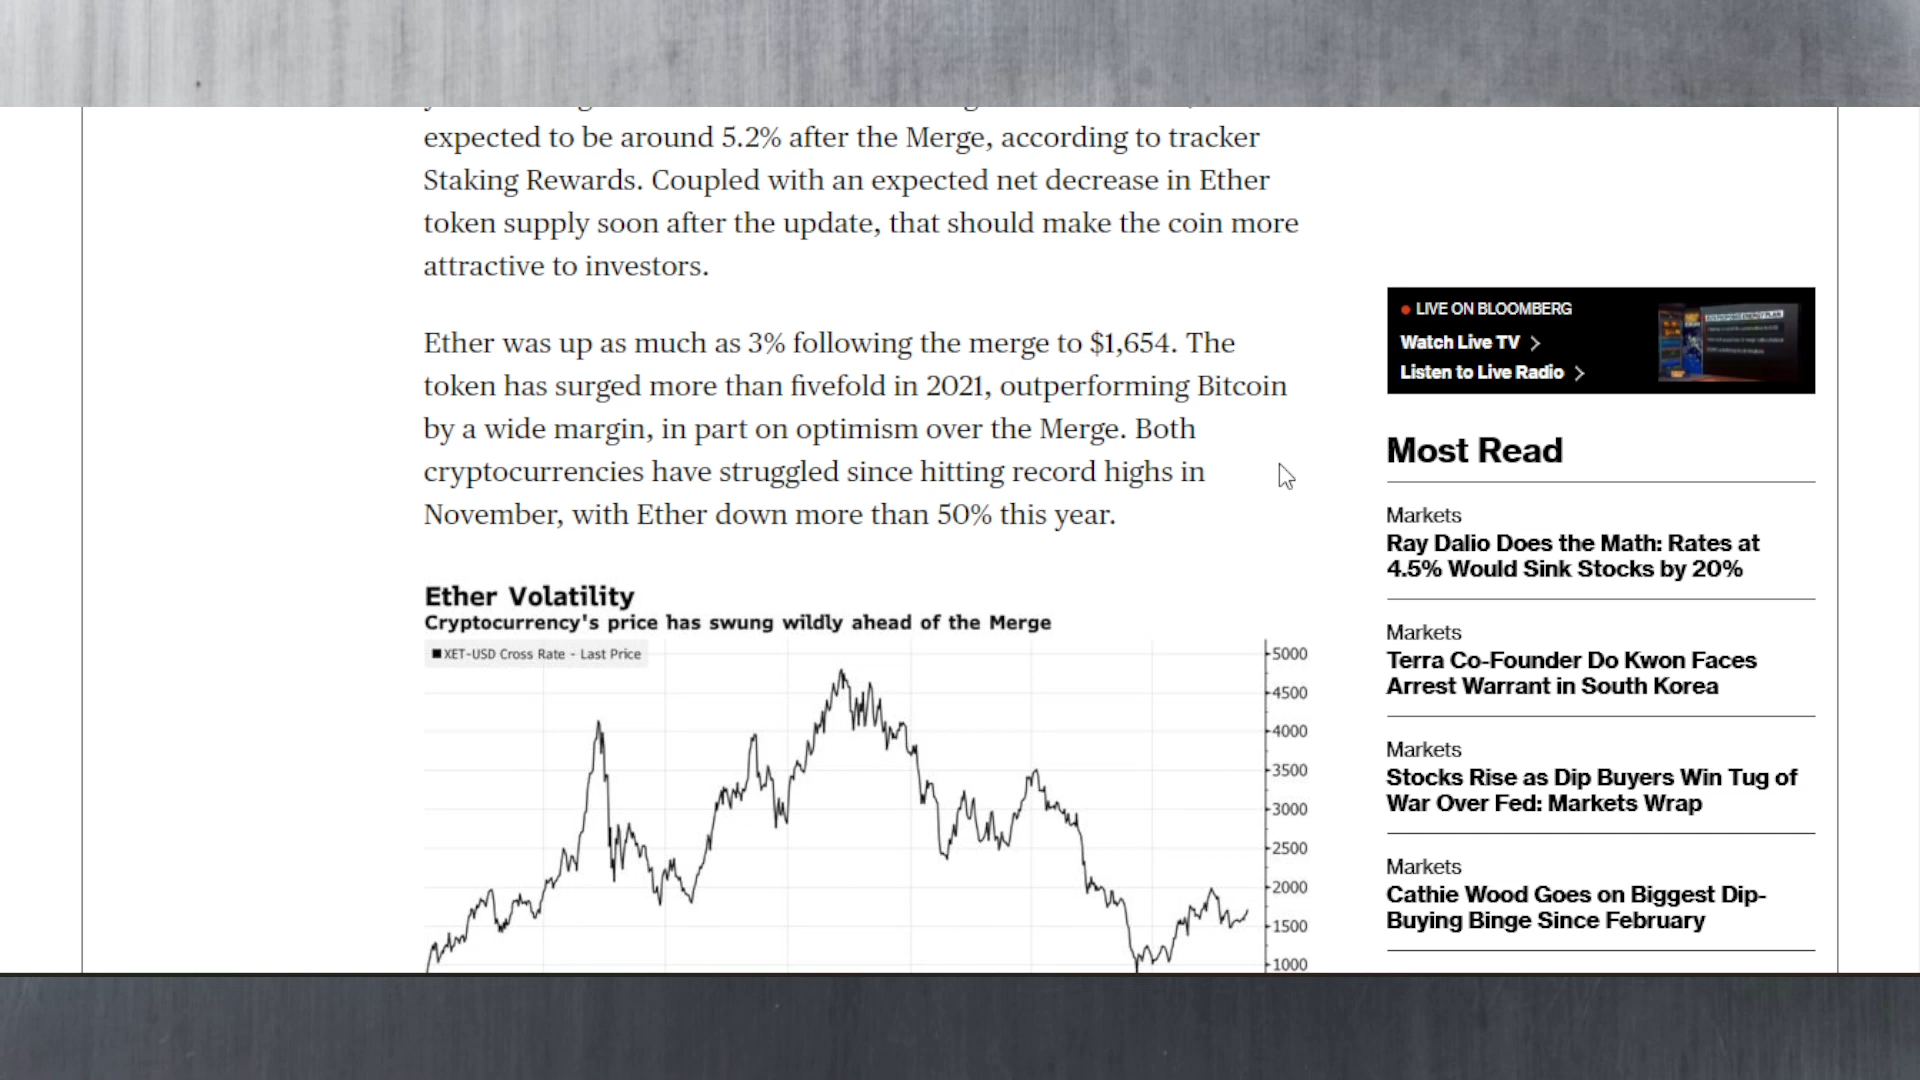 expected to be around 5.2% after the Merge, according to tracker
Staking Rewards. Coupled with an expected net decrease in Ether
token supply soon after the update, that should make the coin more
attractive to investors.
Ether was up as much as 3% following the merge to $1,654. The
token has surged more than fivefold in 2021, outperforming Bitcoin
by a wide margin, in part on optimism over the Merge. Both
cryptocurrencies have struggled since hitting record highs in
November, with Ether down more than 50% this year.
Ether Volatility
Cryptocurrency's price has swung wildly ahead of the Merge
XET-USD Cross Rate - Last Price
5000
4500
4000
3500
3000
2500
2000
1500
1000
LIVE ON BLOOMBERG
Watch Live TV
Listen to Live Radio
Most Read
Markets
Ray Dalio Does the Math: Rates at
4.5% Would Sink Stocks by 20%
Markets
Terra Co-Founder Do Kwon Faces
Arrest Warrant in South Korea
Markets
Stocks Rise as Dip Buyers Win Tug of
War Over Fed: Markets Wrap
Markets
Cathie Wood Goes on Biggest Dip-
Buying Binge Since February